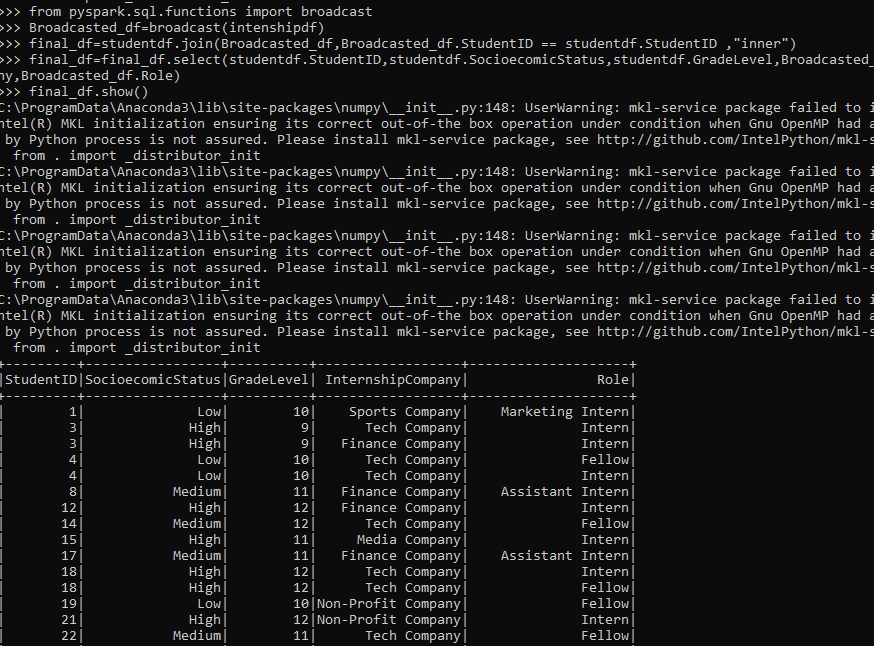 >>> from pyspark.sql.functions import broadcast
>>> Broadcasted_df=broadcast(intenshipdf)
>>> final_df=studentdf.join(Broadcasted_df,Broadcasted_df.StudentID == studentdf.StudentID ,"inner")
>>> final_df=final_df.select(studentdf.StudentID,studentdf.SocioecomicStatus,studentdf.GradeLevel,Broadcasted_
ny,Broadcasted_df.Role)
>>> final_df.show()
C:\ProgramData\Anaconda3\lib\site-packages\numpy\__init__.py:148: UserWarning: mkl-service package failed to i
ntel(R) MKL initialization ensuring its correct out-of-the box operation under condition when Gnu OpenMP had a
by Python process is not assured. Please install mkl-service package, see http://github.com/IntelPython/mkl-s
from . import _distributor_init
C:\ProgramData\Anaconda3\lib\site-packages\numpy\__init__.py:148: UserWarning: mkl-service package failed to i
ntel(R) MKL initialization ensuring its correct out-of-the box operation under condition when Gnu OpenMP had a
by Python process is not assured. Please install mkl-service package, see http://github.com/IntelPython/mkl-s
from . import _distributor_init
C:\ProgramData\Anaconda3\lib\site-packages\numpy\__init__.py:148: UserWarning: mkl-service package failed to i
ntel(R) MKL initialization ensuring its correct out-of-the box operation under condition when Gnu OpenMP had a
by Python process is not assured. Please install mkl-service package, see http://github.com/IntelPython/mkl-s
from . import _distributor_init
C:\ProgramData\Anaconda3\lib\site-packages\numpy\__init__.py:148: UserWarning: mkl-service package failed to i
ntel(R) MKL initialization ensuring its correct out-of-the box operation under condition when Gnu OpenMP had a
by Python process is not assured. Please install mkl-service package, see http://github.com/IntelPython/mkl-s
from . import _distributor_init
+---------+-----------------+----------+------------------+--------------------+
|StudentID|SocioecomicStatus|GradeLevel| InternshipCompany|                Role|
+---------+-----------------+----------+------------------+--------------------+
|        1|              Low|        10|    Sports Company|    Marketing Intern|
|        3|             High|         9|      Tech Company|              Intern|
|        3|             High|         9|   Finance Company|              Intern|
|        4|              Low|        10|      Tech Company|              Fellow|
|        4|              Low|        10|      Tech Company|              Intern|
|        8|           Medium|        11|   Finance Company|    Assistant Intern|
|       12|             High|        12|   Finance Company|              Intern|
|       14|           Medium|        12|      Tech Company|              Fellow|
|       15|             High|        11|     Media Company|              Intern|
|       17|           Medium|        11|   Finance Company|    Assistant Intern|
|       18|             High|        12|      Tech Company|              Intern|
|       18|             High|        12|      Tech Company|              Fellow|
|       19|              Low|        10|Non-Profit Company|              Fellow|
|       21|             High|        12|Non-Profit Company|              Intern|
|       22|           Medium|        11|      Tech Company|              Fellow|